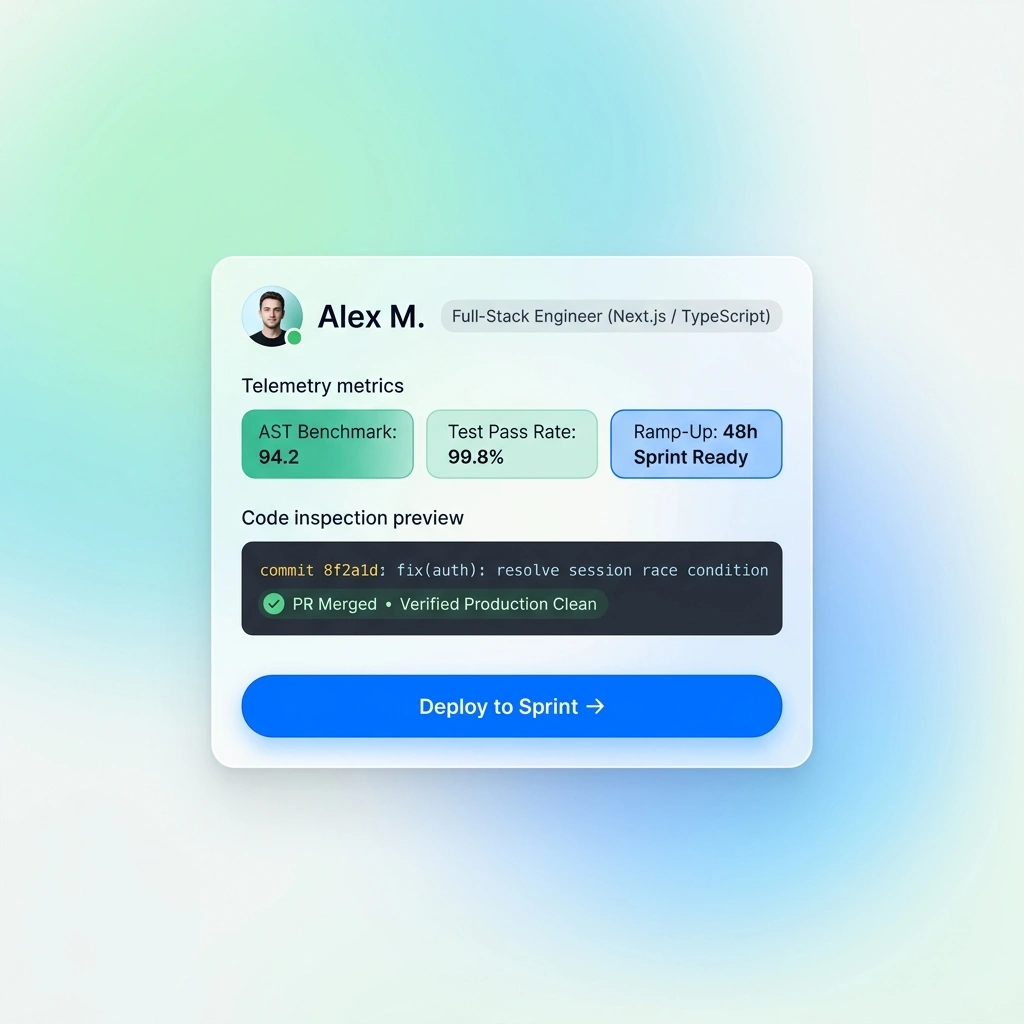 Alex M.
Full-Stack Engineer (Next.js / TypeScript)
Telemetry metrics
AST Benchmark:
94.2
Test Pass Rate:
99.8%
Ramp-Up: 48h
Sprint Ready
Code inspection preview
commit 8f2a1d: fix(auth): resolve session race condition
PR Merged • Verified Production Clean
Deploy to Sprint →